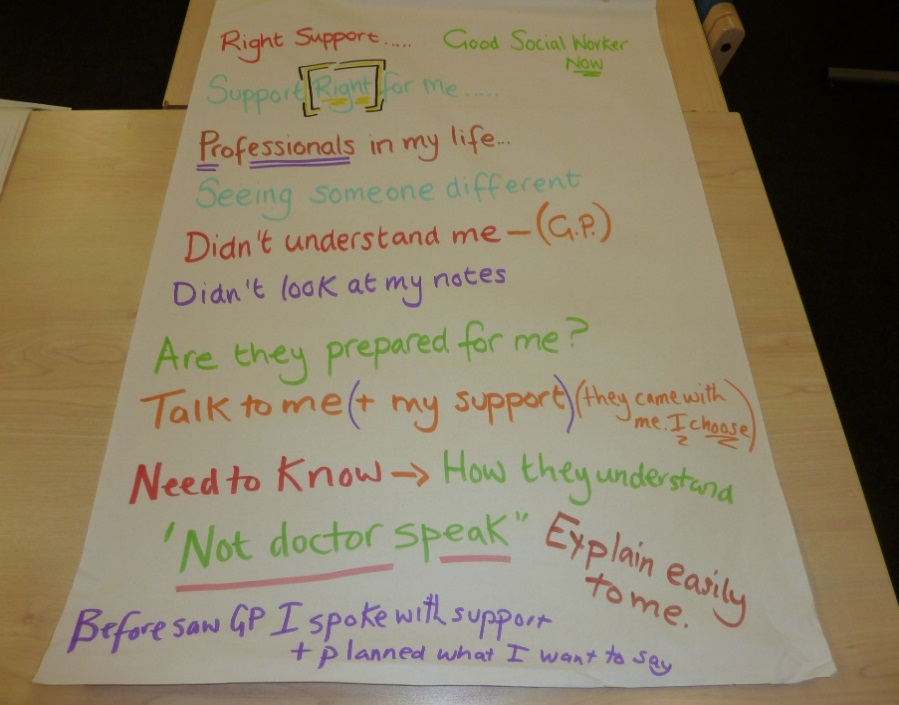 Right Support..... Good Social Worker
Now
Support Right for me.....
Professionals in my life...
Seeing someone different
Didn't understand me – (G.P.)
Didn't look at my notes
Are they prepared for me?
Talk to me (+ my support) (they came with
me. I choose)
Need to Know → How they understand
'Not doctor speak" Explain easily
to me.
Before saw GP I spoke with support
+ planned what I want to say